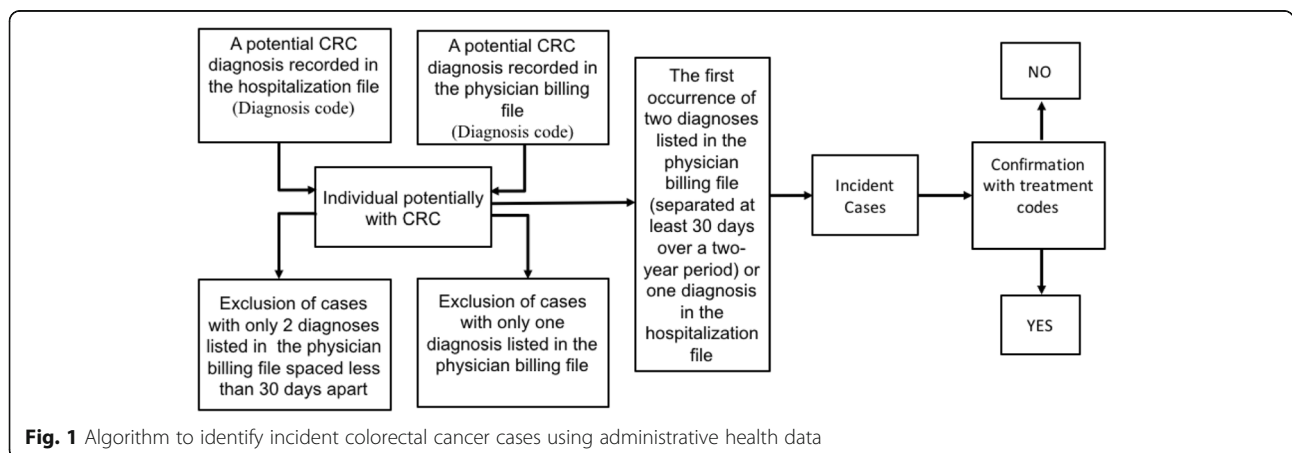 A potential CRC
diagnosis recorded in
the hospitalization file
(Diagnosis code)
A potential CRC
diagnosis recorded in
the physician billing
file
(Diagnosis code)
Individual potentially
with CRC
Exclusion of cases
with only 2 diagnoses
listed in the physician
billing file spaced less
than 30 days apart
Exclusion of cases
with only one
diagnosis listed in the
physician billing file
The first
occurrence of
two diagnoses
listed in the
physician
billing file
(separated at
least 30 days
over a two-
year period) or
one diagnosis
in the
hospitalization
file
Incident
Cases
NO
Confirmation
with treatment
codes
YES
Fig. 1 Algorithm to identify incident colorectal cancer cases using administrative health data